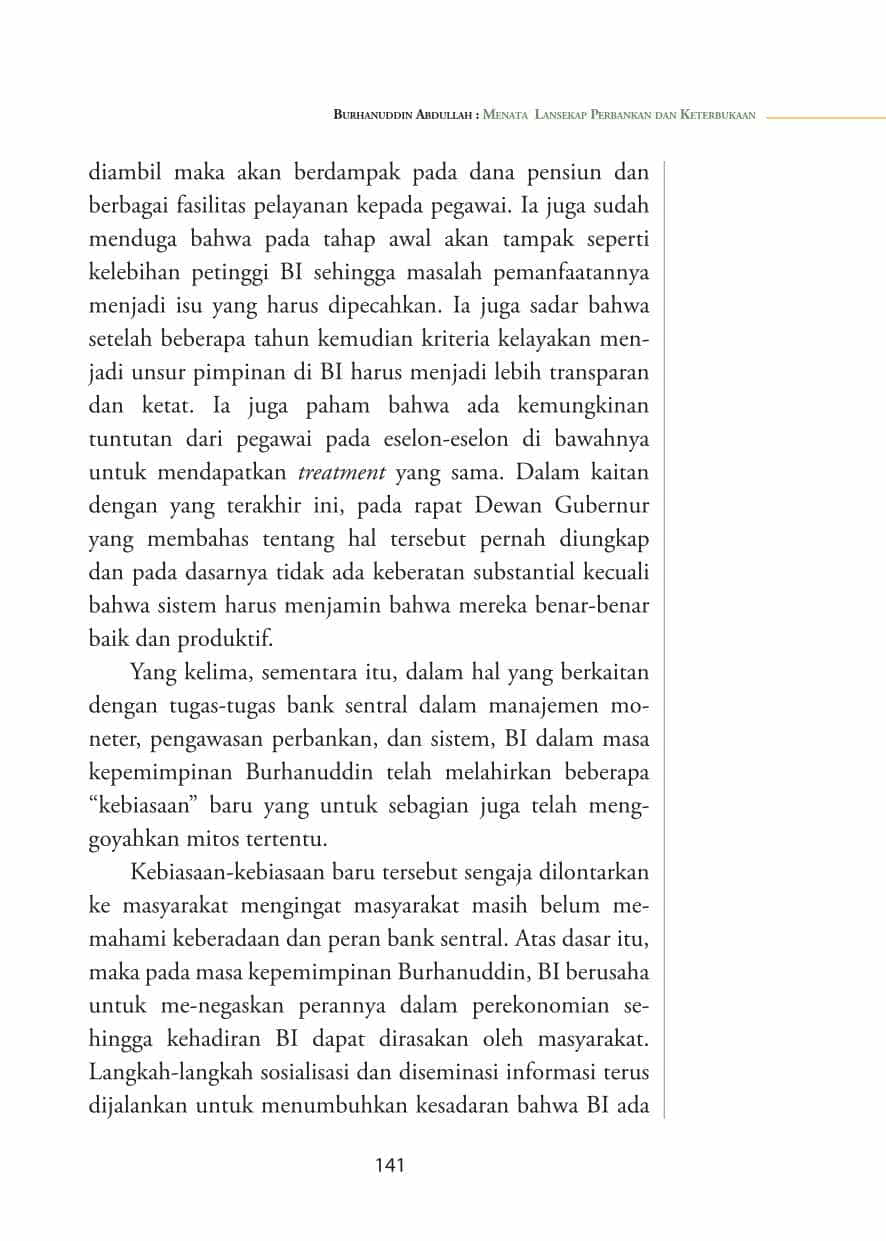 Burhanuddin Abdullah : Menata Lansekap Perbankan dan Keterbukaan
diambil maka akan berdampak pada dana pensiun dan
berbagai fasilitas pelayanan kepada pegawai. Ia juga sudah
menduga bahwa pada tahap awal akan tampak seperti
kelebihan petinggi BI sehingga masalah pemanfaatannya
menjadi isu yang harus dipecahkan. Ia juga sadar bahwa
setelah beberapa tahun kemudian kriteria kelayakan men-
jadi unsur pimpinan di BI harus menjadi lebih transparan
dan ketat. Ia juga paham bahwa ada kemungkinan
tuntutan dari pegawai pada eselon-eselon di bawahnya
untuk mendapatkan treatment yang sama. Dalam kaitan
dengan yang terakhir ini, pada rapat Dewan Gubernur
yang membahas tentang hal tersebut pernah diungkap
dan pada dasarnya tidak ada keberatan substantial kecuali
bahwa sistem harus menjamin bahwa mereka benar-benar
baik dan produktif.
Yang kelima, sementara itu, dalam hal yang berkaitan
dengan tugas-tugas bank sentral dalam manajemen mo-
neter, pengawasan perbankan, dan sistem, BI dalam masa
kepemimpinan Burhanuddin telah melahirkan beberapa
“kebiasaan” baru yang untuk sebagian juga telah meng-
goyahkan mitos tertentu.
Kebiasaan-kebiasaan baru tersebut sengaja dilontarkan
ke masyarakat mengingat masyarakat masih belum me-
mahami keberadaan dan peran bank sentral. Atas dasar itu,
maka pada masa kepemimpinan Burhanuddin, BI berusaha
untuk me-negaskan perannya dalam perekonomian se-
hingga kehadiran BI dapat dirasakan oleh masyarakat.
Langkah-langkah sosialisasi dan diseminasi informasi terus
dijalankan untuk menumbuhkan kesadaran bahwa BI ada
141